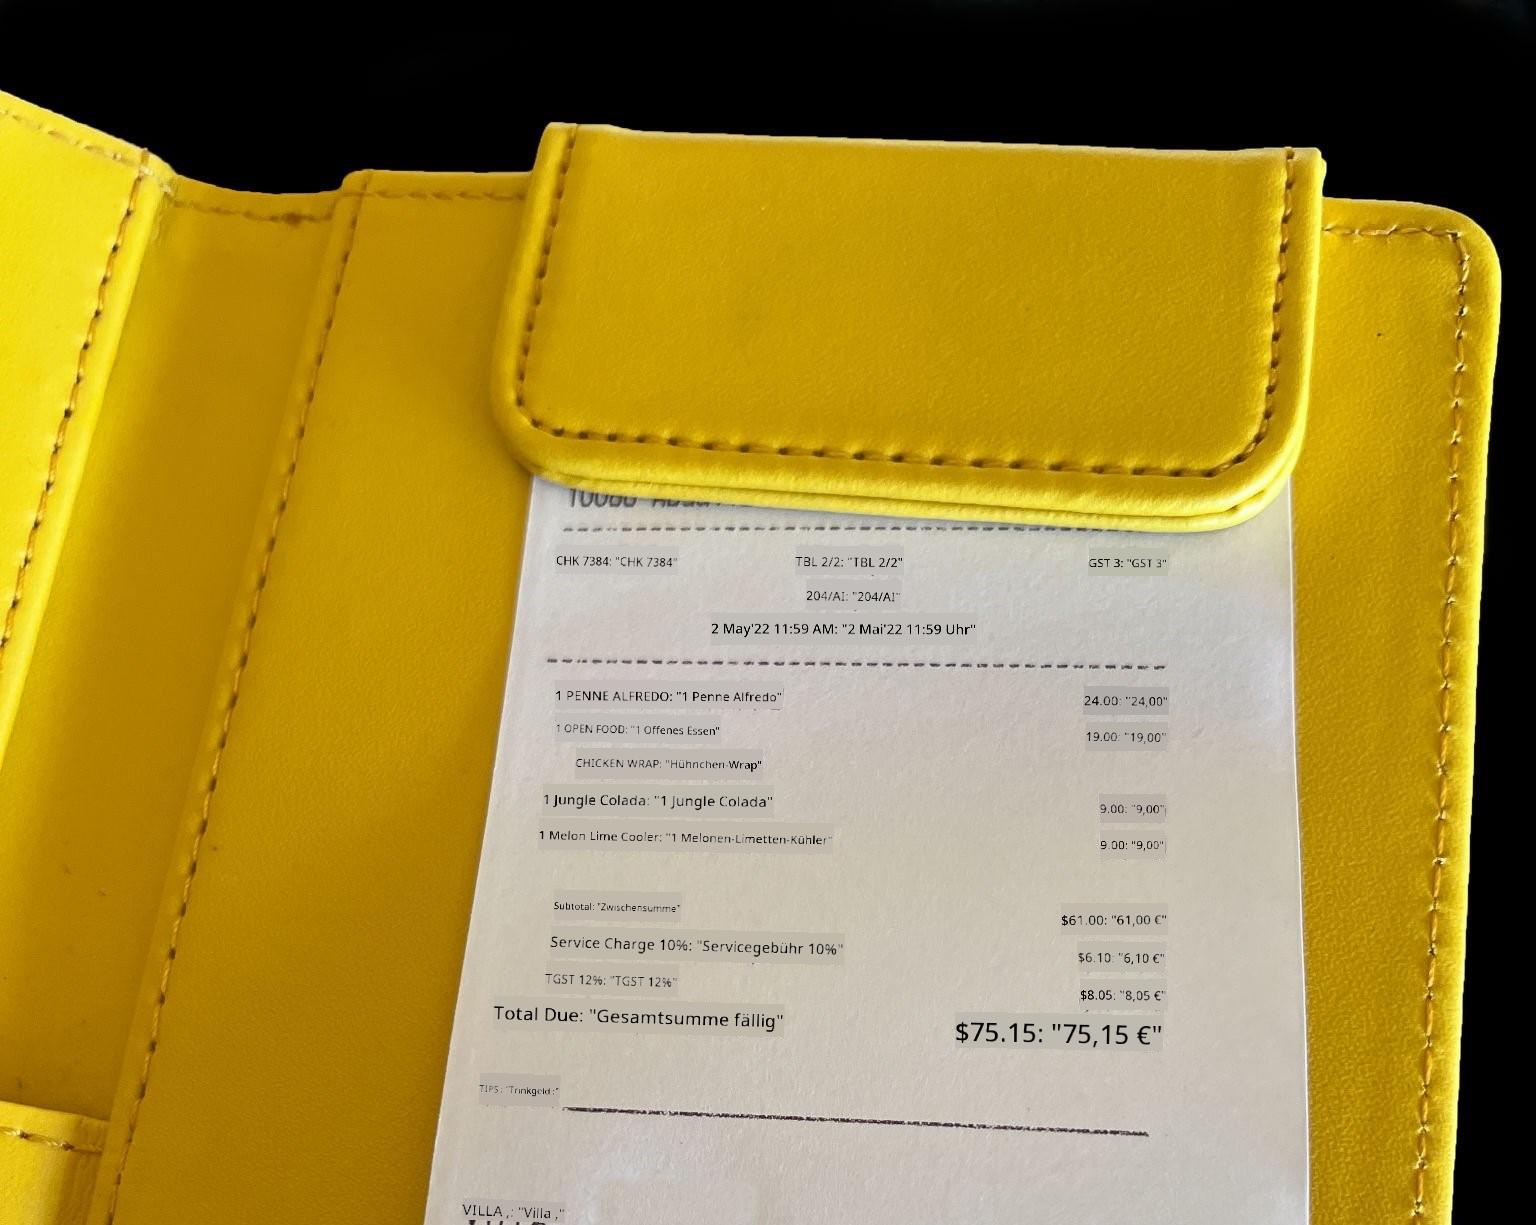 CHK 7384: "CHK 7384" TBL 2/2: "TBL 2/2" GST 3: "GST 3"
204/AI: "204/AI"
2 May'22 11:59 AM: "2 Mai'22 11:59 Uhr"
1 PENNE ALFREDO: "1 Penne Alfredo" 24.00: "24,00"
1 OPEN FOOD: "1 Offenes Essen" 19.00: "19,00"
CHICKEN WRAP: "Hühnchen-Wrap"
1 Jungle Colada: "1 Jungle Colada" 9.00: "9,00"
1 Melon Lime Cooler: "1 Melonen-Limetten-Kühler" 9.00: "9,00"
Subtotal: "Zwischensumme" $61.00: "61,00 €"
Service Charge 10%: "Servicegebühr 10%" $6.10: "6,10 €"
TGST 12%: "TGST 12%" $8.05: "8,05 €"
Total Due: "Gesamtsumme fällig" $75.15: "75,15 €"
TIPS: "Trinkgeld:"
VILLA ,: "Villa ,"